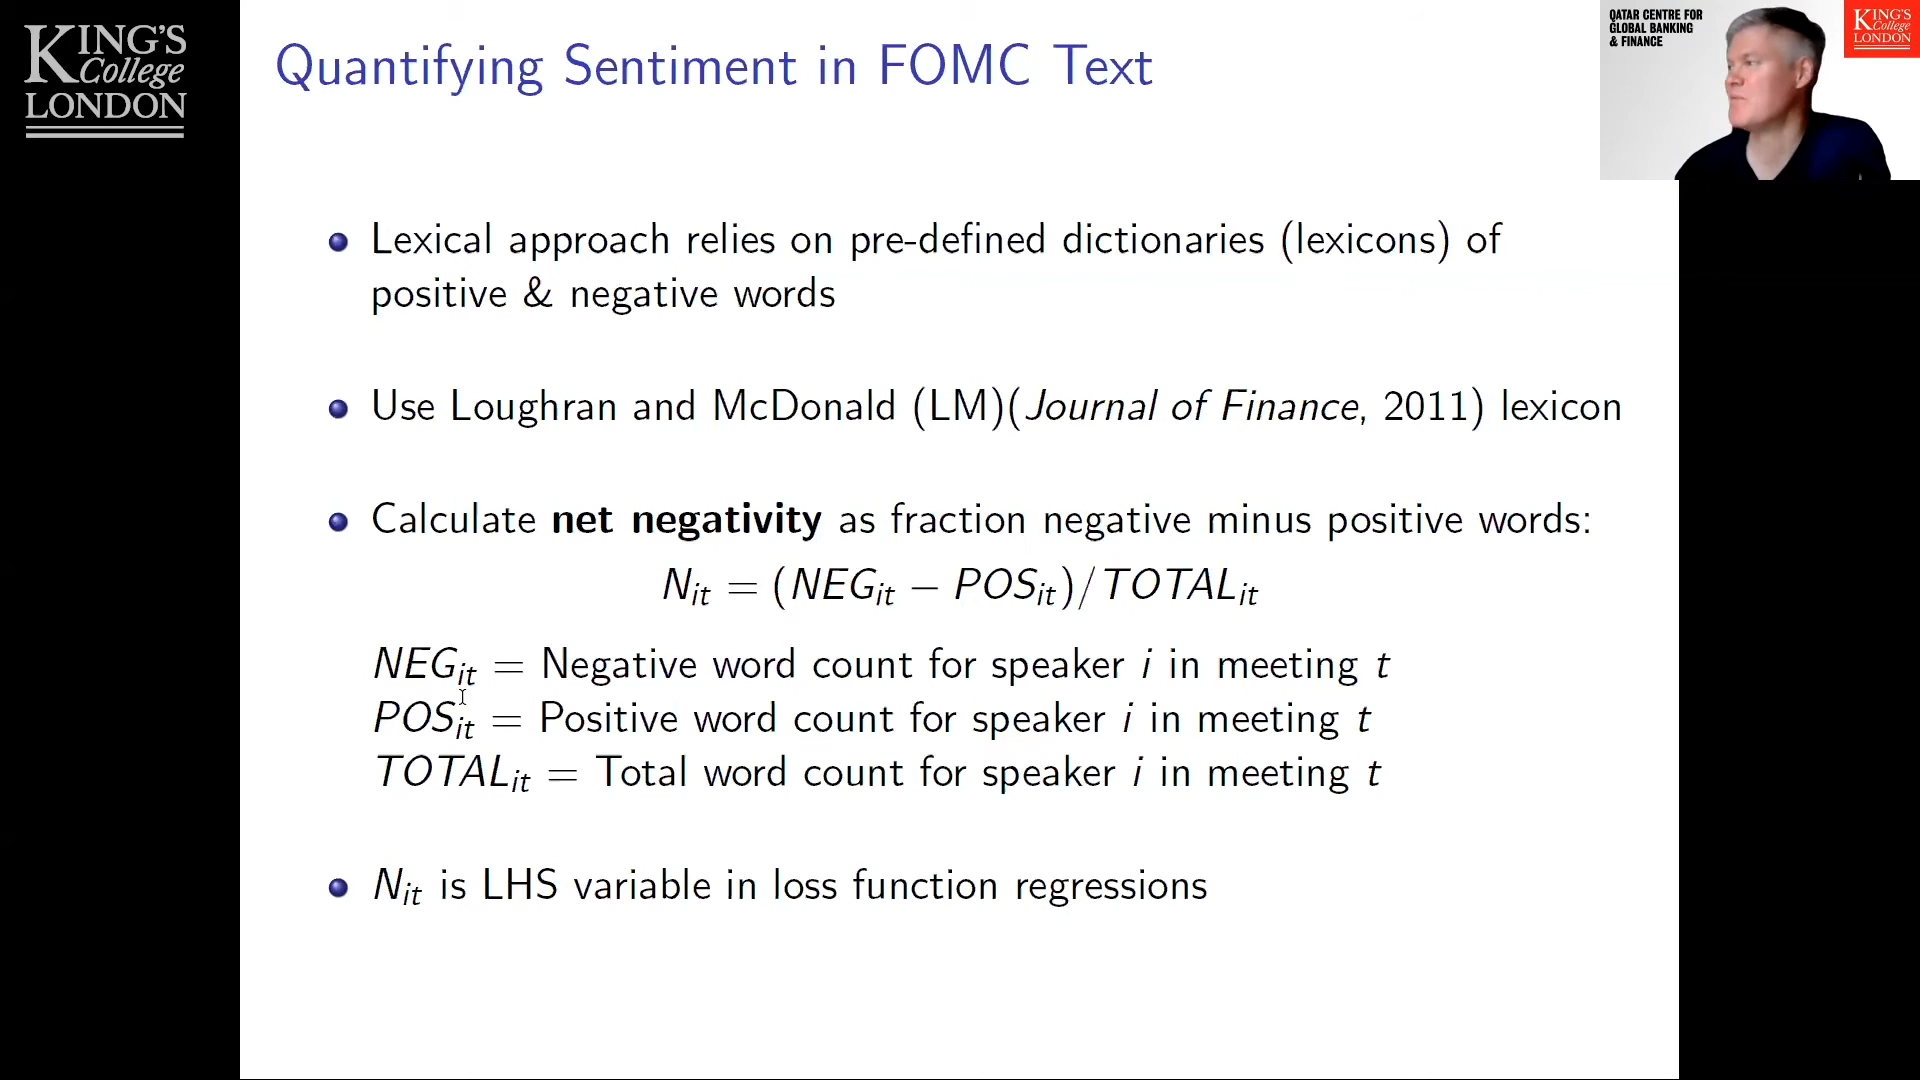 KING'S
College
LONDON
Quantifying Sentiment in FOMC Text
QATAR CENTRE FOR
GLOBAL BANKING
& FINANCE
KING'S
College
LONDON
Lexical approach relies on pre-defined dictionaries (lexicons) of
positive & negative words
Use Loughran and McDonald (LM)(Journal of Finance, 2011) lexicon
Calculate net negativity as fraction negative minus positive words:
N_it = (NEG_it − POS_it)/TOTAL_it
NEG_it = Negative word count for speaker i in meeting t
POS_it = Positive word count for speaker i in meeting t
TOTAL_it = Total word count for speaker i in meeting t
N_it is LHS variable in loss function regressions